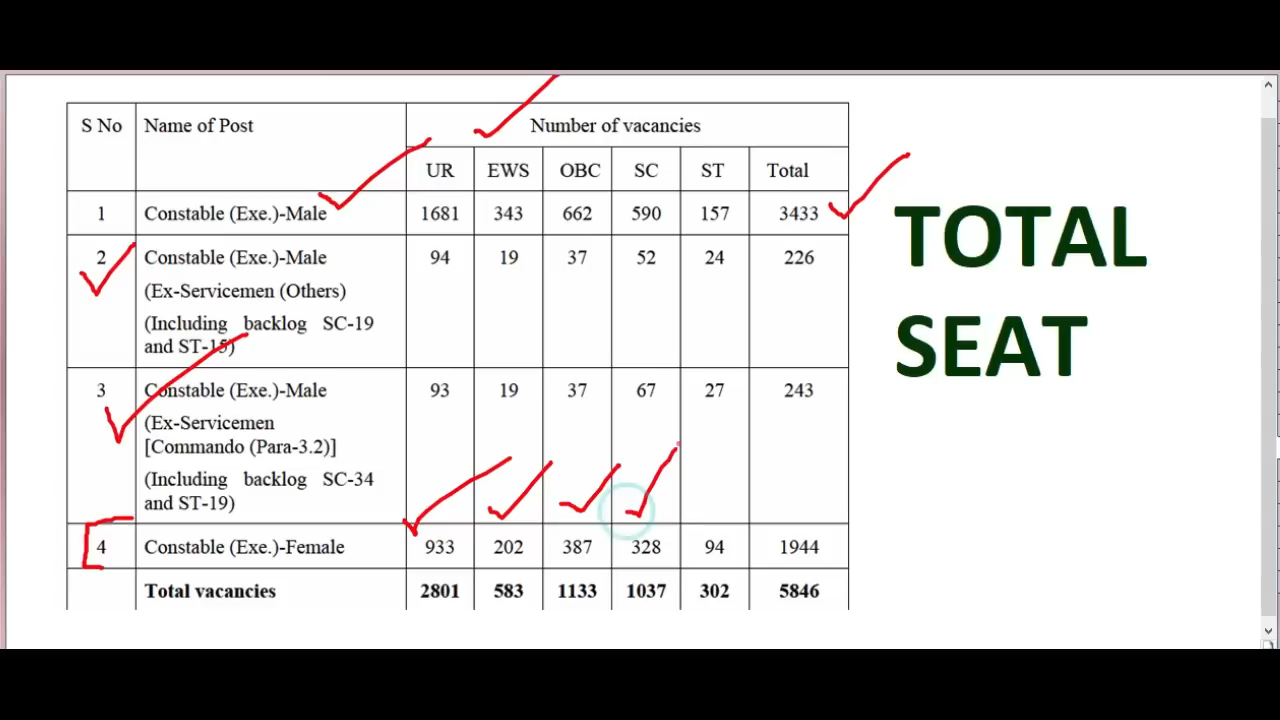 S No Name of Post Number of vacancies
UR EWS OBC SC ST Total
1 Constable (Exe.)-Male 1681 343 662 590 157 3433
2 Constable (Exe.)-Male 94 19 37 52 24 226
(Ex-Servicemen (Others)
(Including backlog SC-19
and ST-15)
3 Constable (Exe.)-Male 93 19 37 67 27 243
(Ex-Servicemen
[Commando (Para-3.2)]
(Including backlog SC-34
and ST-19)
4 Constable (Exe.)-Female 933 202 387 328 94 1944
Total vacancies 2801 583 1133 1037 302 5846
TOTAL
SEAT